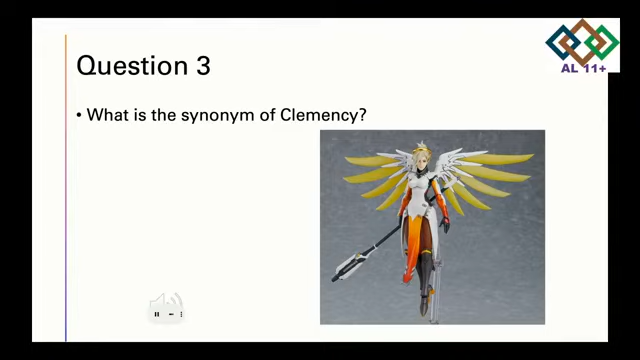 AL 11+
Question 3
• What is the synonym of Clemency?